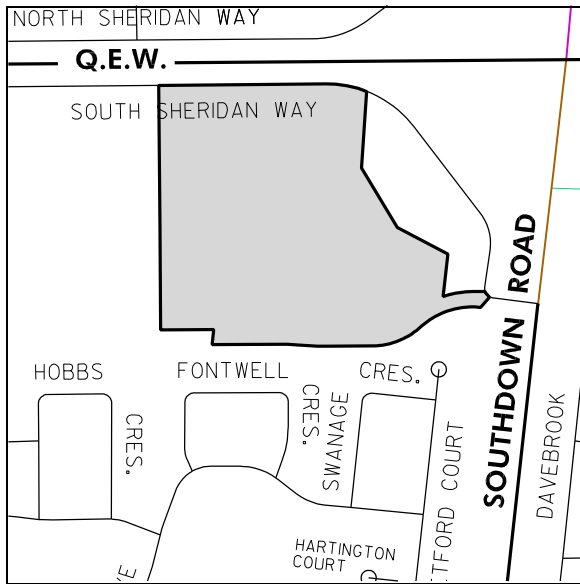 NORTH SHERIDAN WAY
Q.E.W.
SOUTH SHERIDAN WAY
SOUTHDOWN ROAD
HOBBS
CRES.
FONTWELL
CRES.
CRES.
SWANAGE
TFORD COURT
DAVEBROOK
HARTINGTON
COURT